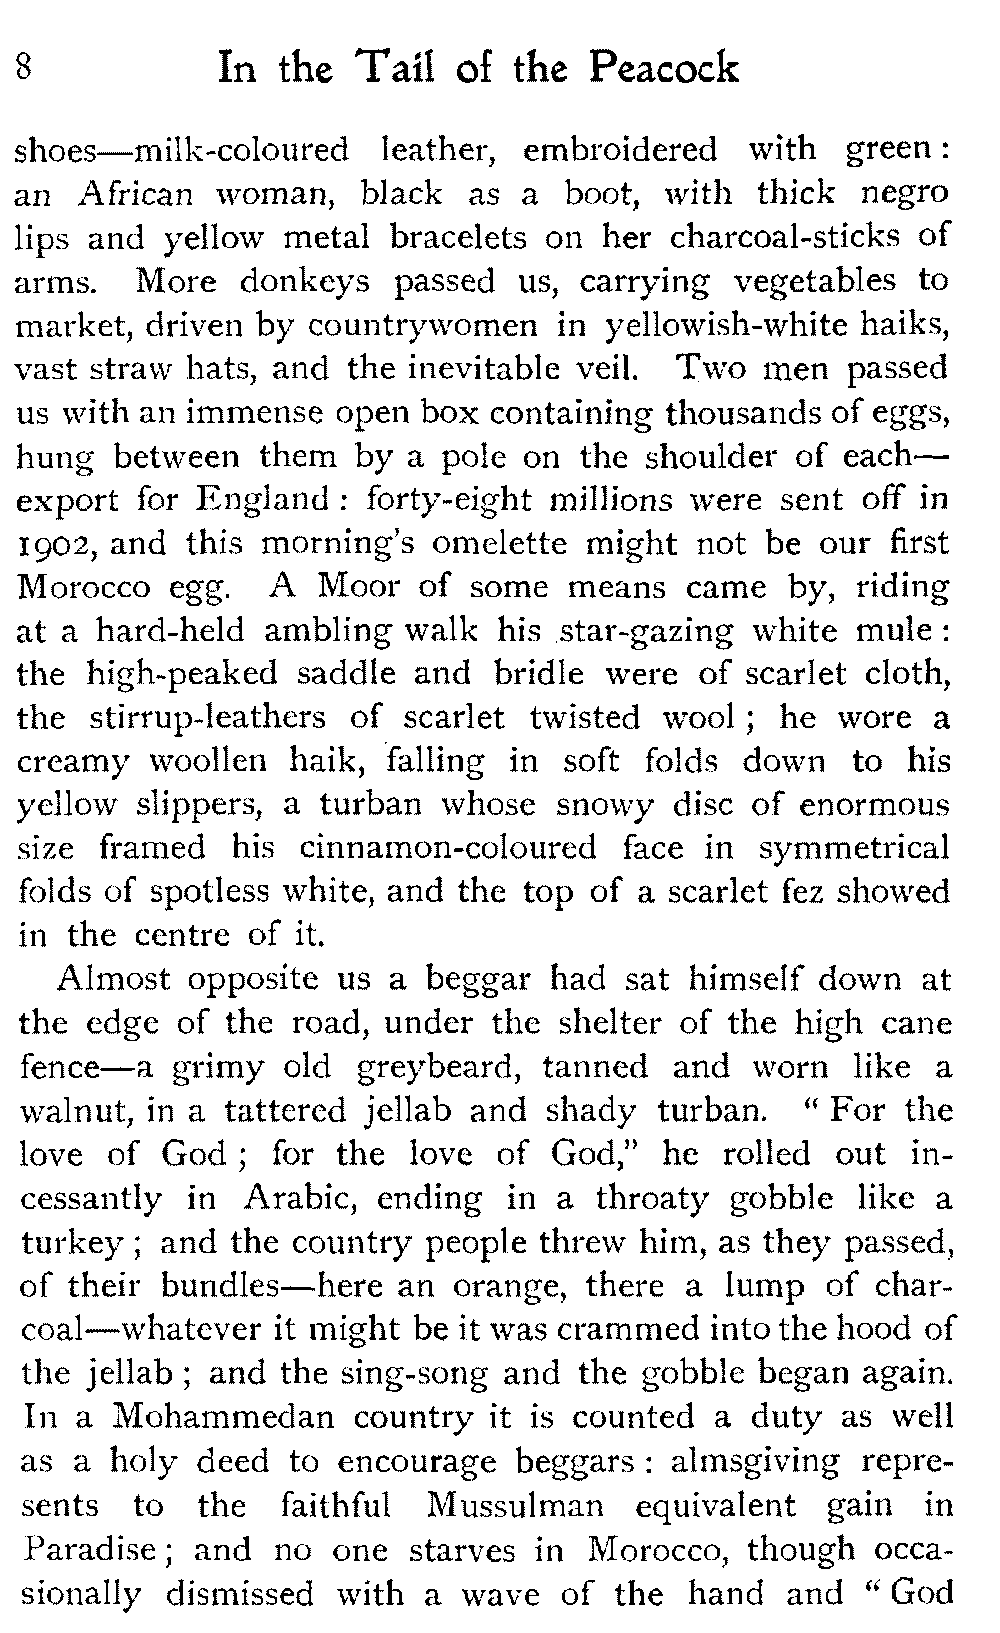 8 In the Tail of the Peacock
shoes—milk-coloured leather, embroidered with green :
an African woman, black as a boot, with thick negro
lips and yellow metal bracelets on her charcoal-sticks of
arms. More donkeys passed us, carrying vegetables to
market, driven by countrywomen in yellowish-white haiks,
vast straw hats, and the inevitable veil. Two men passed
us with an immense open box containing thousands of eggs,
hung between them by a pole on the shoulder of each—
export for England : forty-eight millions were sent off in
1902, and this morning's omelette might not be our first
Morocco egg. A Moor of some means came by, riding
at a hard-held ambling walk his star-gazing white mule :
the high-peaked saddle and bridle were of scarlet cloth,
the stirrup-leathers of scarlet twisted wool ; he wore a
creamy woollen haik, falling in soft folds down to his
yellow slippers, a turban whose snowy disc of enormous
size framed his cinnamon-coloured face in symmetrical
folds of spotless white, and the top of a scarlet fez showed
in the centre of it.
Almost opposite us a beggar had sat himself down at
the edge of the road, under the shelter of the high cane
fence—a grimy old greybeard, tanned and worn like a
walnut, in a tattered jellab and shady turban. “ For the
love of God ; for the love of God,” he rolled out in-
cessantly in Arabic, ending in a throaty gobble like a
turkey ; and the country people threw him, as they passed,
of their bundles—here an orange, there a lump of char-
coal—whatever it might be it was crammed into the hood of
the jellab ; and the sing-song and the gobble began again.
In a Mohammedan country it is counted a duty as well
as a holy deed to encourage beggars : almsgiving repre-
sents to the faithful Mussulman equivalent gain in
Paradise ; and no one starves in Morocco, though occa-
sionally dismissed with a wave of the hand and “ God